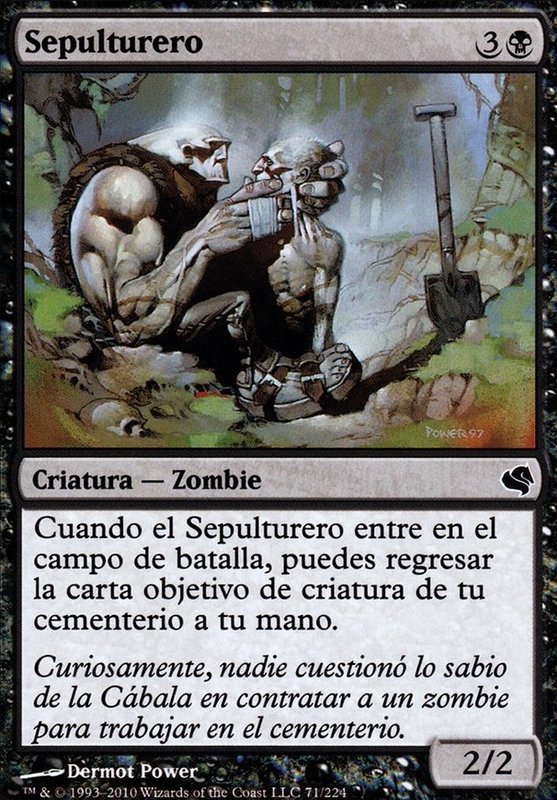 Sepulturero 3
POWER 97
Criatura — Zombie
Cuando el Sepulturero entre en el
campo de batalla, puedes regresar
la carta objetivo de criatura de tu
cementerio a tu mano.
Curiosamente, nadie cuestionó lo sabio
de la Cábala en contratar a un zombie
para trabajar en el cementerio.
2/2
Dermot Power
™ & © 1993–2010 Wizards of the Coast LLC 71/224